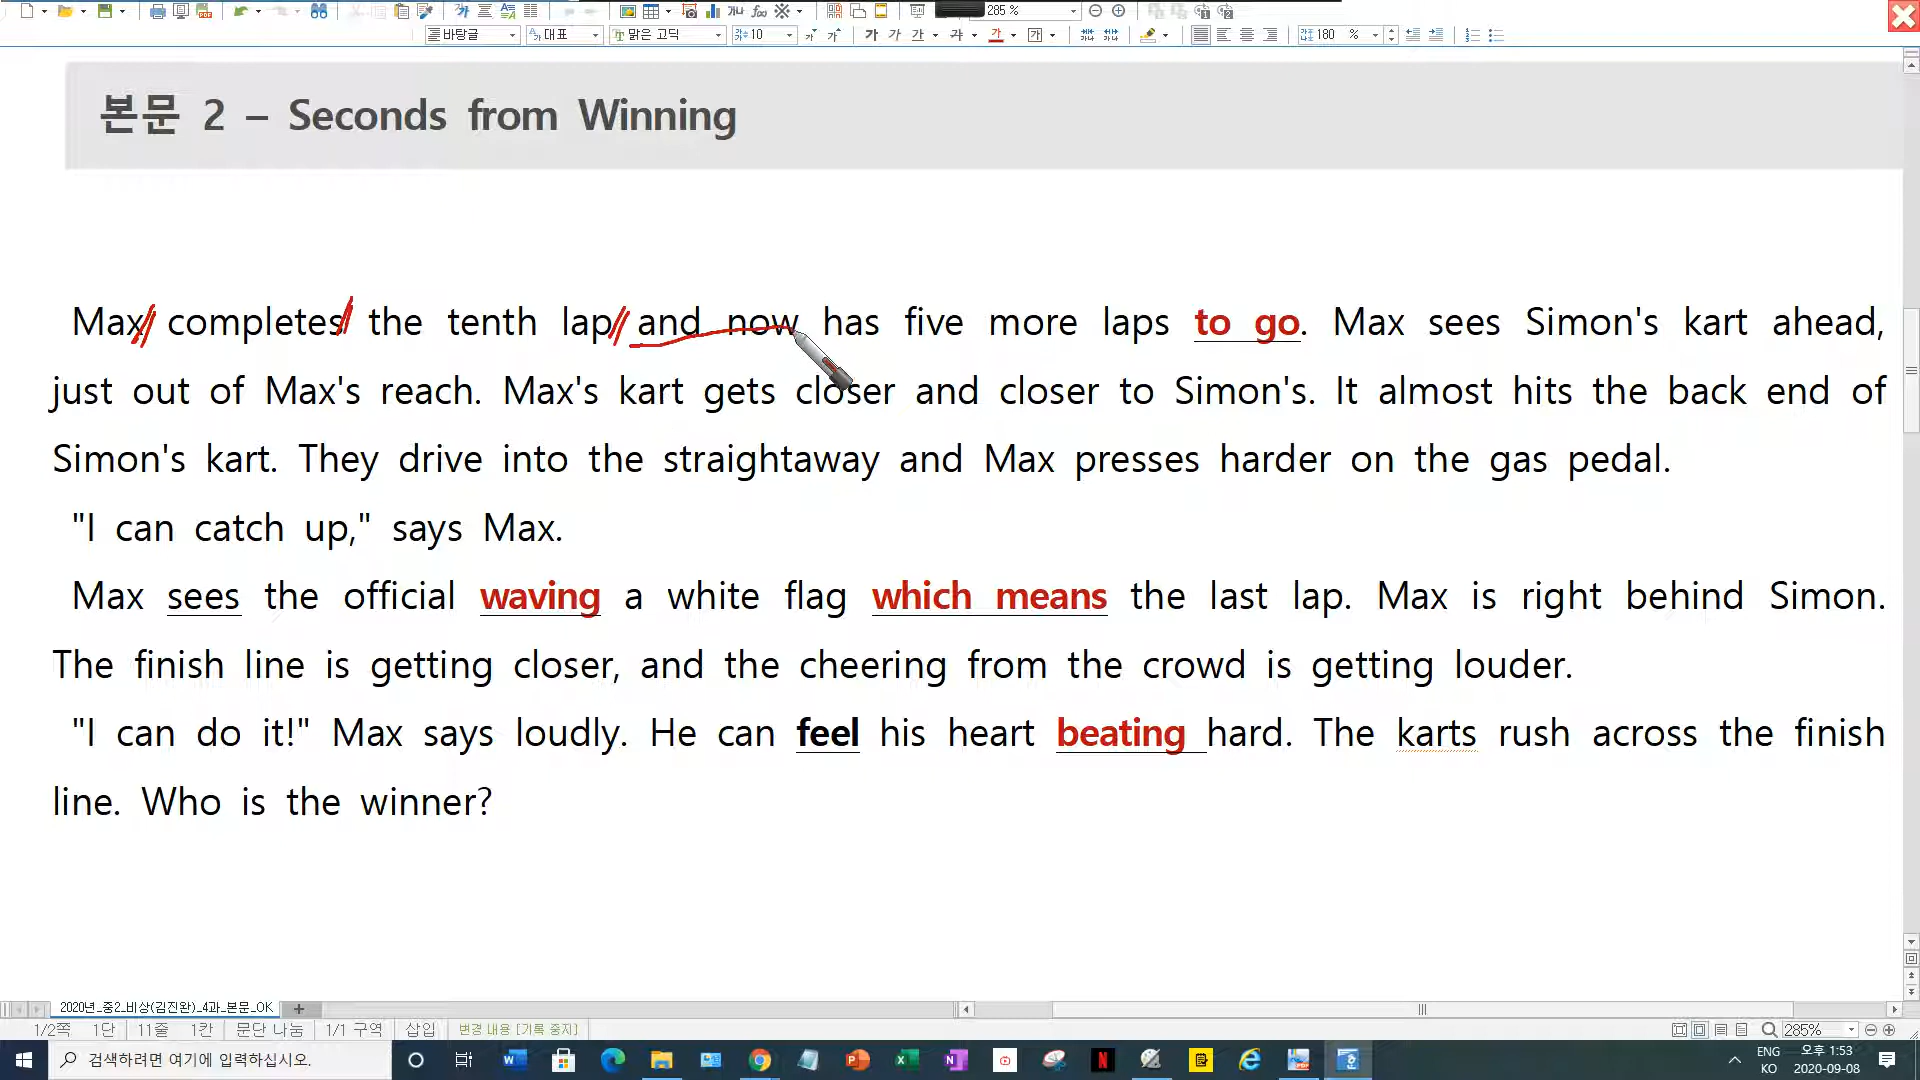 285 %
바탕글 대표 맑은 고딕 10 가 가 가 가 가 가 180 %
본문 2 – Seconds from Winning
Max completes the tenth lap and now has five more laps to go. Max sees Simon's kart ahead,
just out of Max's reach. Max's kart gets closer and closer to Simon's. It almost hits the back end of
Simon's kart. They drive into the straightaway and Max presses harder on the gas pedal.
"I can catch up," says Max.
Max sees the official waving a white flag which means the last lap. Max is right behind Simon.
The finish line is getting closer, and the cheering from the crowd is getting louder.
"I can do it!" Max says loudly. He can feel his heart beating hard. The karts rush across the finish
line. Who is the winner?
2020년_중2_비상(김진완)_4과_본문_OK
1/2쪽 1단 11줄 1칸 문단 나눔 1/1 구역 삽입 변경 내용 [기록 중지] 285%
검색하려면 여기에 입력하십시오. ENG 오후 1:53
KO 2020-09-08